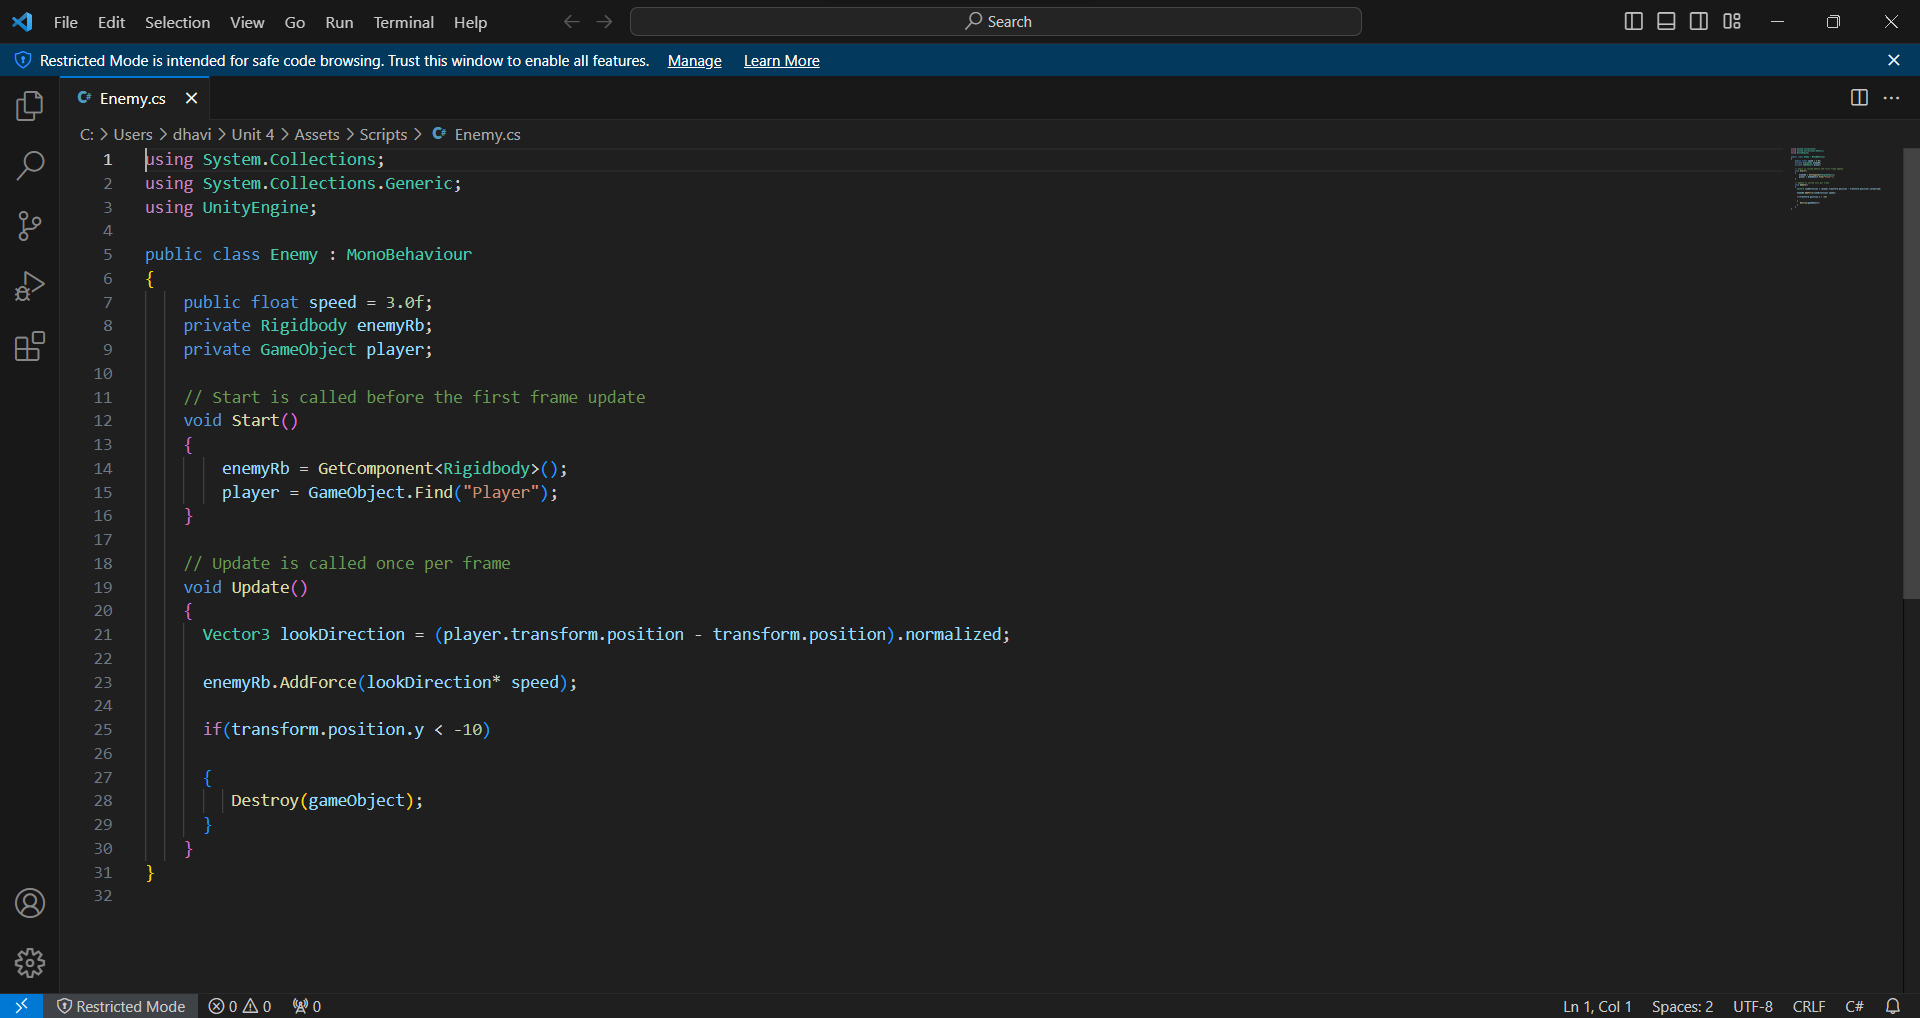 File Edit Selection View Go Run Terminal Help Search
Restricted Mode is intended for safe code browsing. Trust this window to enable all features. Manage Learn More
C# Enemy.cs
C: > Users > dhavi > Unit 4 > Assets > Scripts > C# Enemy.cs
1 using System.Collections;
2 using System.Collections.Generic;
3 using UnityEngine;
4
5 public class Enemy : MonoBehaviour
6 {
7     public float speed = 3.0f;
8     private Rigidbody enemyRb;
9     private GameObject player;
10
11     // Start is called before the first frame update
12     void Start()
13     {
14         enemyRb = GetComponent<Rigidbody>();
15         player = GameObject.Find("Player");
16     }
17
18     // Update is called once per frame
19     void Update()
20     {
21       Vector3 lookDirection = (player.transform.position - transform.position).normalized;
22
23       enemyRb.AddForce(lookDirection* speed);
24
25       if(transform.position.y < -10)
26
27       {
28          Destroy(gameObject);
29       }
30     }
31 }
32
Restricted Mode 0 0 0 Ln 1, Col 1 Spaces: 2 UTF-8 CRLF C#